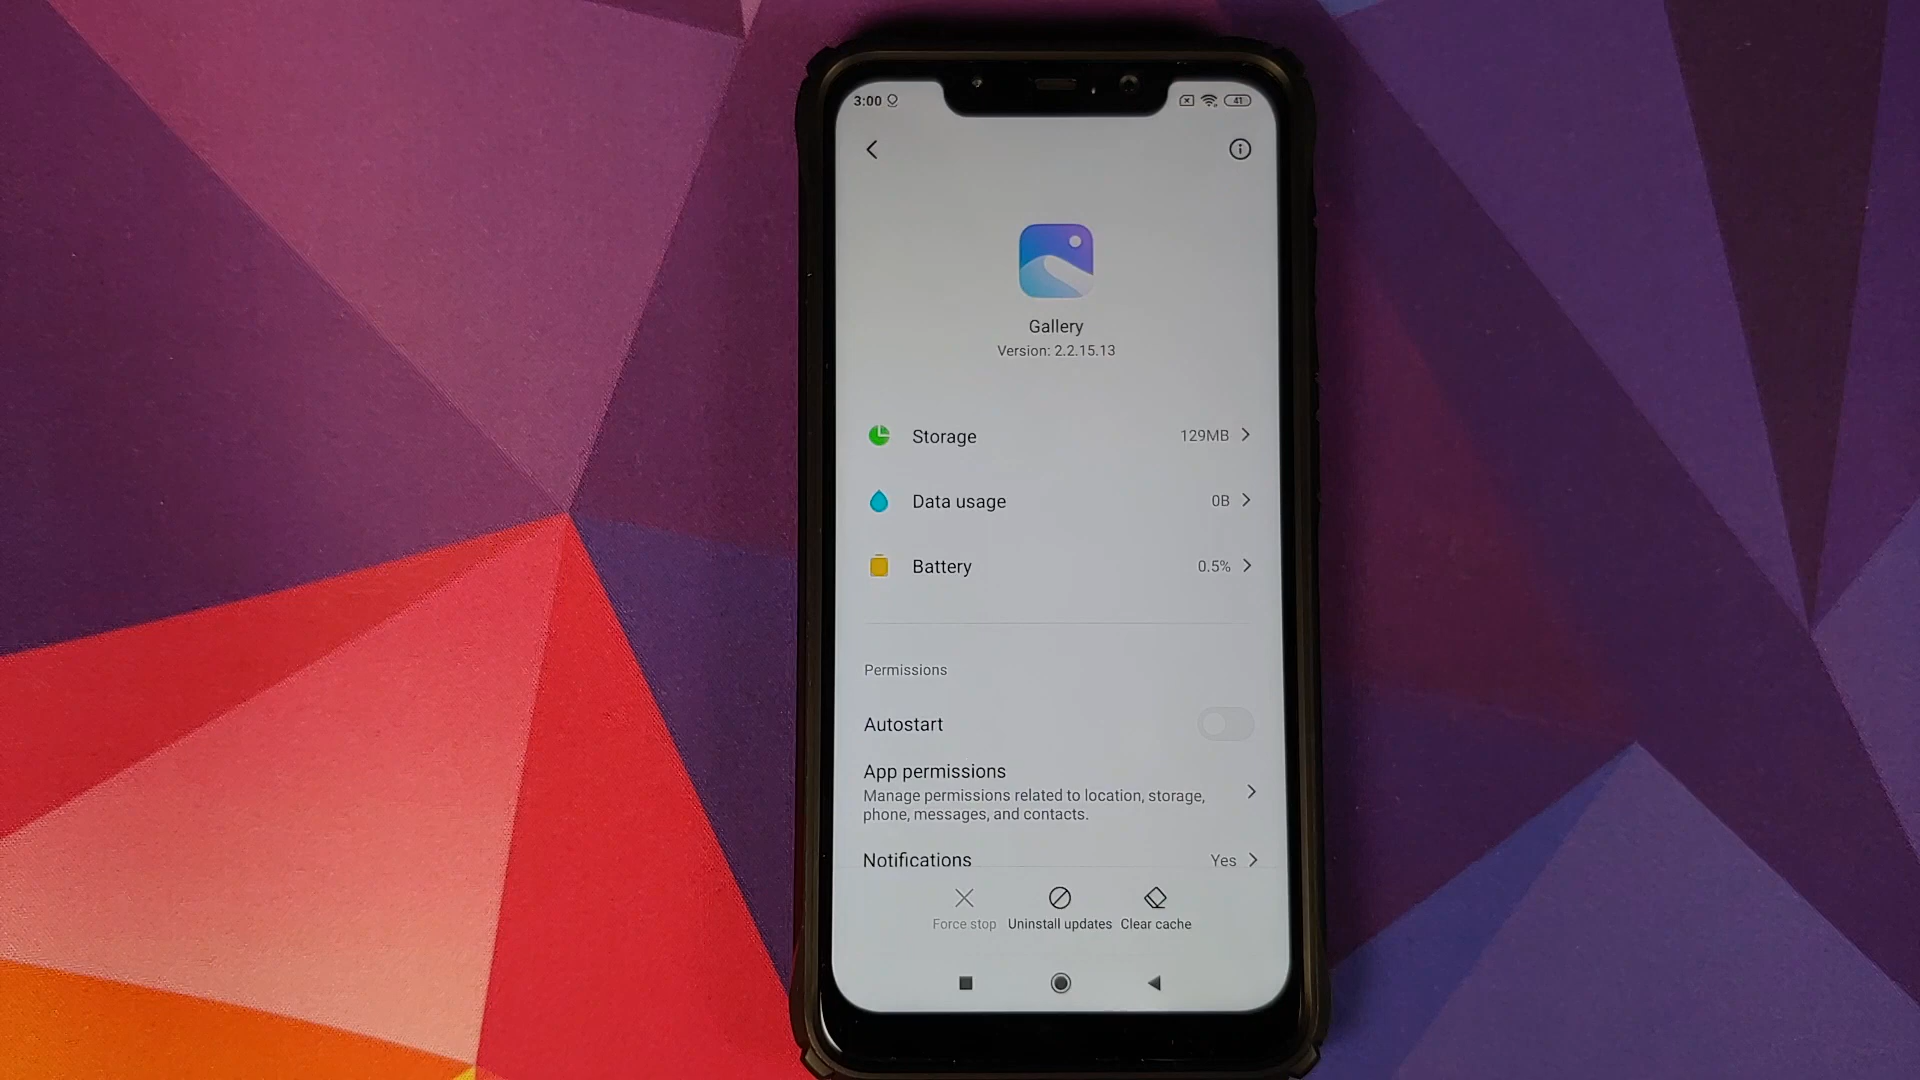 3:00
41
Gallery
Version: 2.2.15.13
Storage 129MB
Data usage 0B
Battery 0.5%
Permissions
Autostart
App permissions
Manage permissions related to location, storage,
phone, messages, and contacts.
Notifications Yes
Force stop Uninstall updates Clear cache